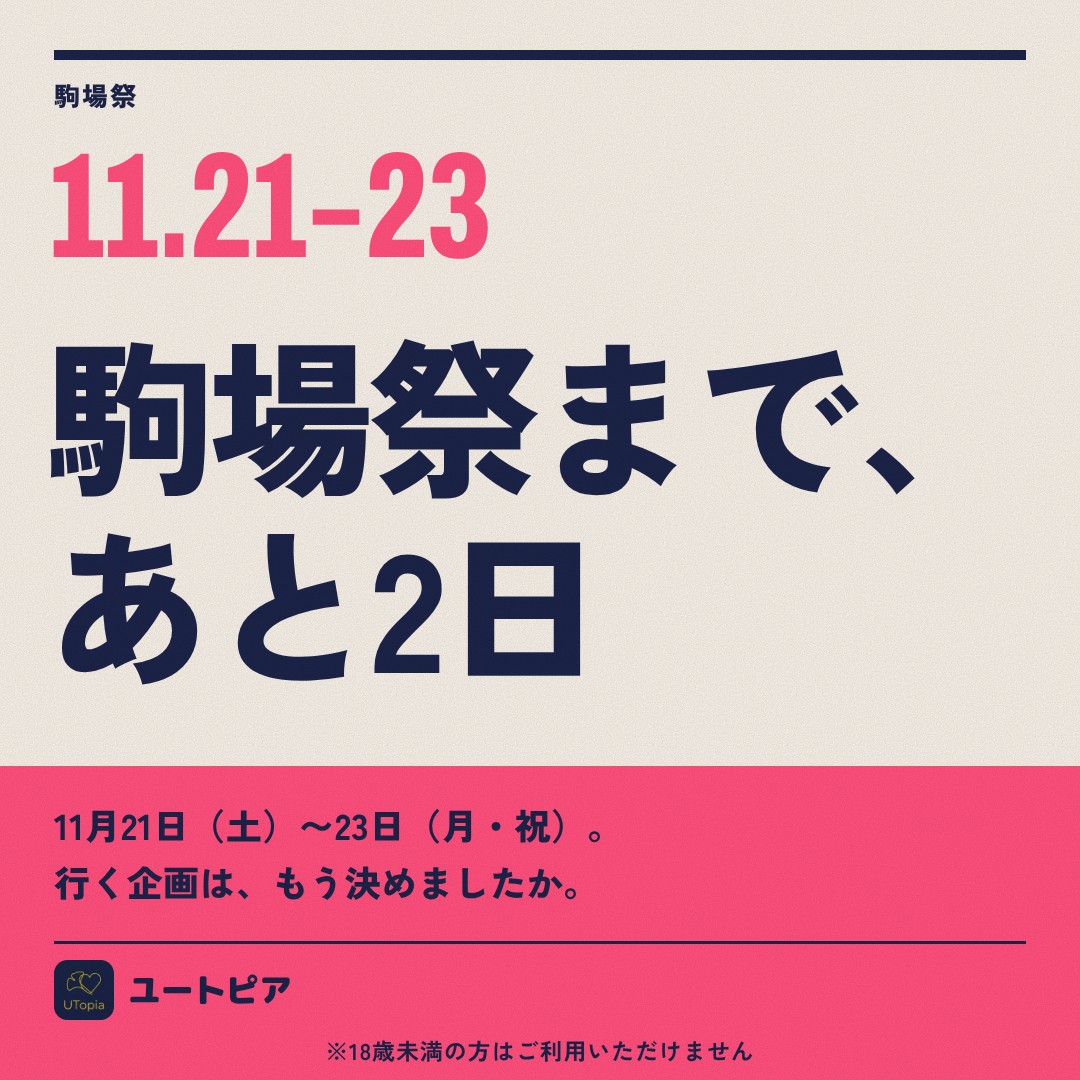 駒場祭
11.21–23
駒場祭まで、
あと2日
11月21日（土）〜23日（月・祝）。
行く企画は、もう決めましたか。
UTopia
ユートピア
※18歳未満の方はご利用いただけません